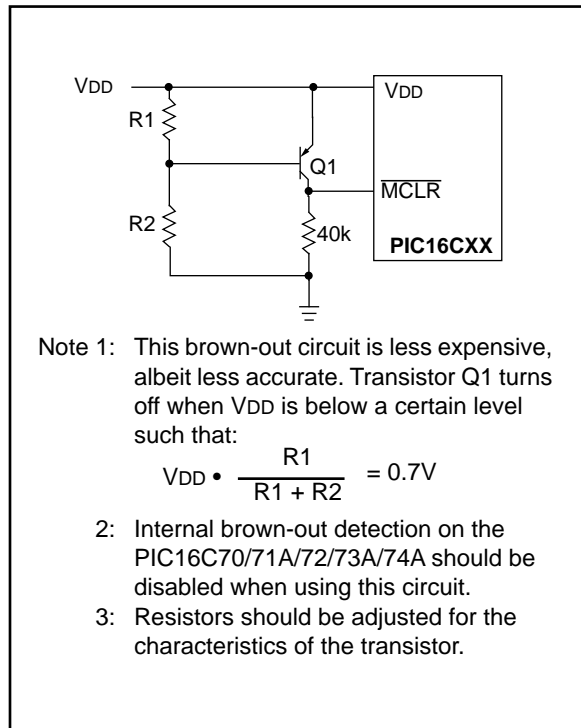 VDD
VDD
R1
Q1
MCLR
R2
40k
PIC16CXX
Note 1: This brown-out circuit is less expensive,
albeit less accurate. Transistor Q1 turns
off when VDD is below a certain level
such that:
VDD • R1 / R1 + R2 = 0.7V
2: Internal brown-out detection on the
PIC16C70/71A/72/73A/74A should be
disabled when using this circuit.
3: Resistors should be adjusted for the
characteristics of the transistor.